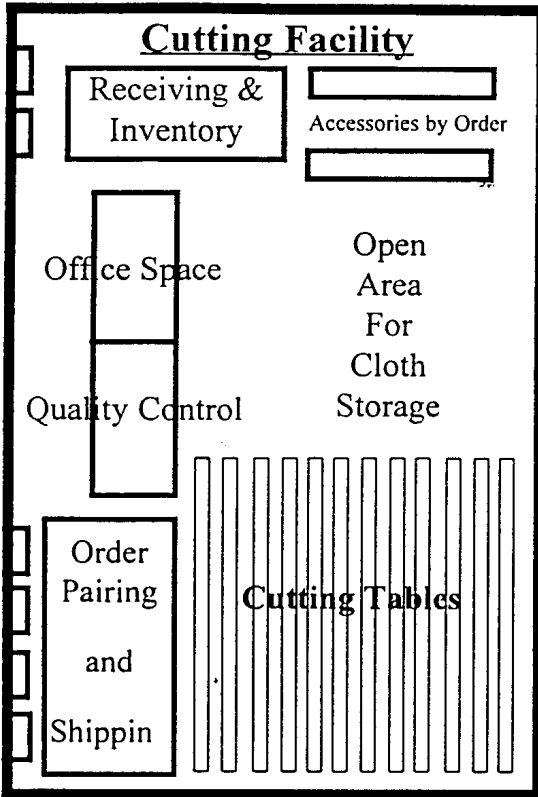 Cutting Facility
Receiving &
Inventory
Accessories by Order
Office Space
Open
Area
For
Cloth
Storage
Quality Control
Order
Pairing
and
Shippin
Cutting Tables